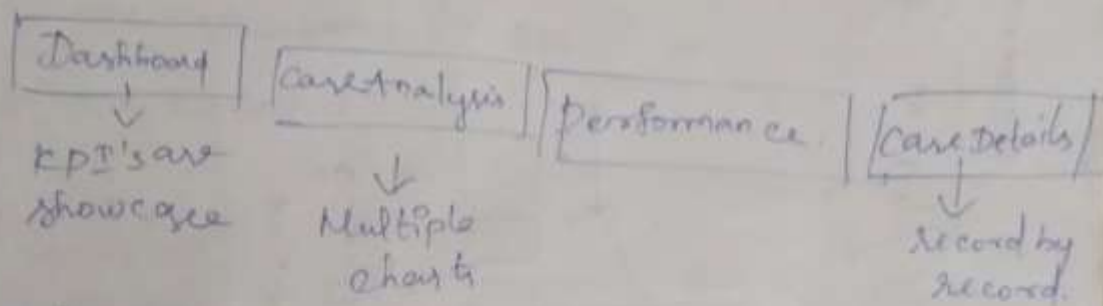 Dashboard
Case Analysis
Performance
Case Details
KPI's are
showcase
Multiple
charts
record by
record.